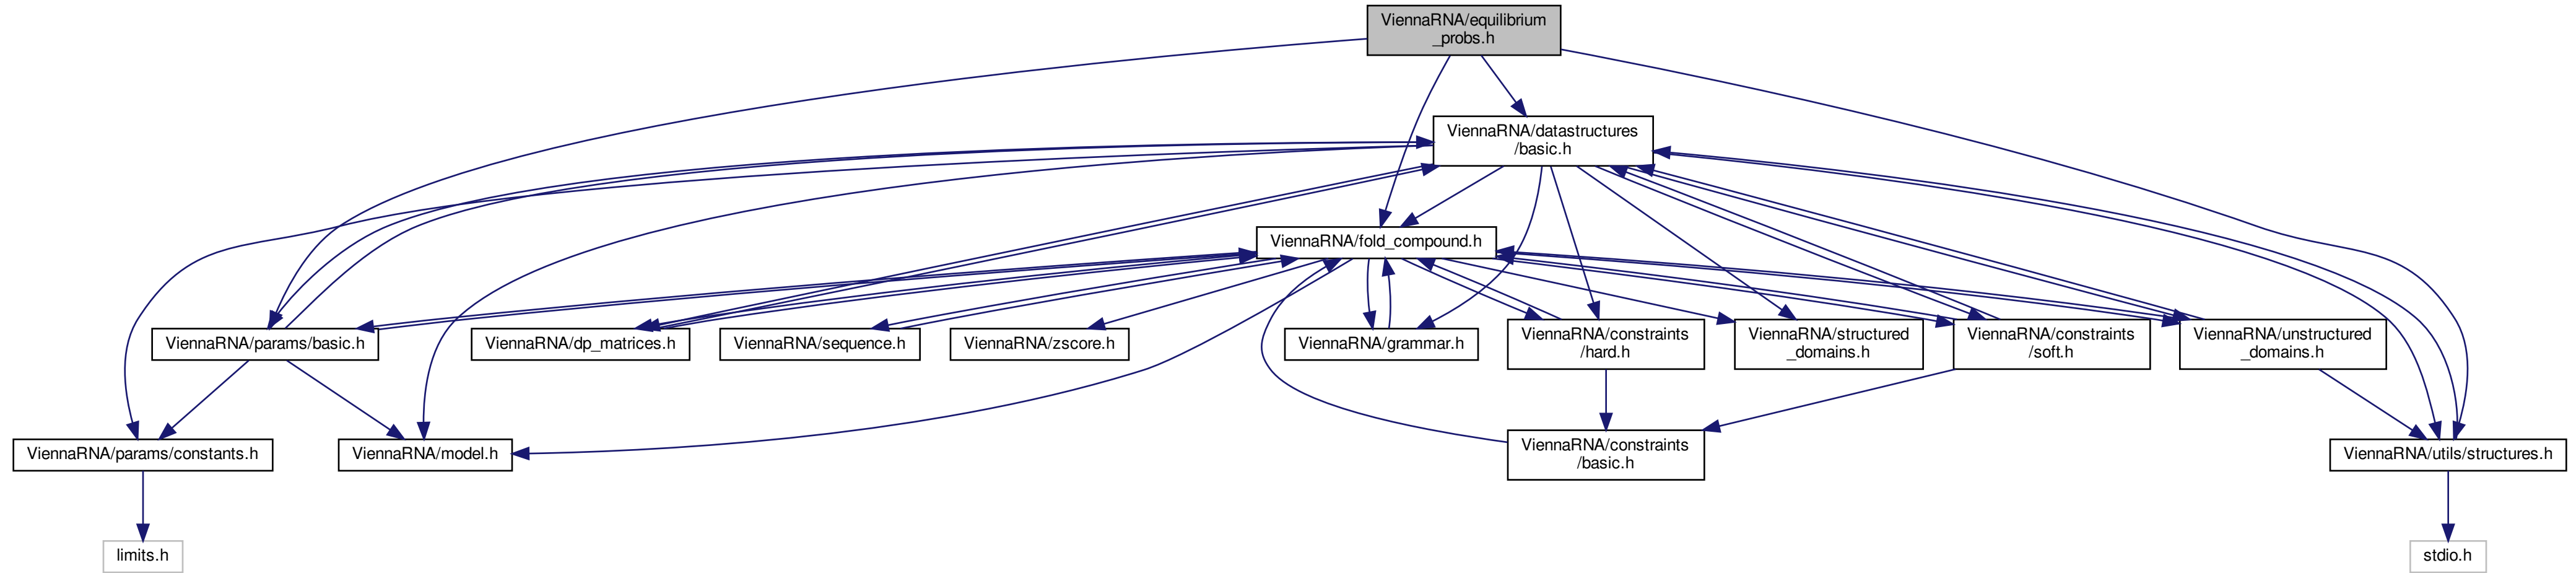 ViennaRNA/equilibrium
_probs.h
ViennaRNA/datastructures
/basic.h
ViennaRNA/fold_compound.h
ViennaRNA/params/basic.h
ViennaRNA/dp_matrices.h
ViennaRNA/sequence.h
ViennaRNA/zscore.h
ViennaRNA/grammar.h
ViennaRNA/constraints
/hard.h
ViennaRNA/structured
_domains.h
ViennaRNA/constraints
/soft.h
ViennaRNA/unstructured
_domains.h
ViennaRNA/params/constants.h
ViennaRNA/model.h
ViennaRNA/constraints
/basic.h
ViennaRNA/utils/structures.h
limits.h
stdio.h